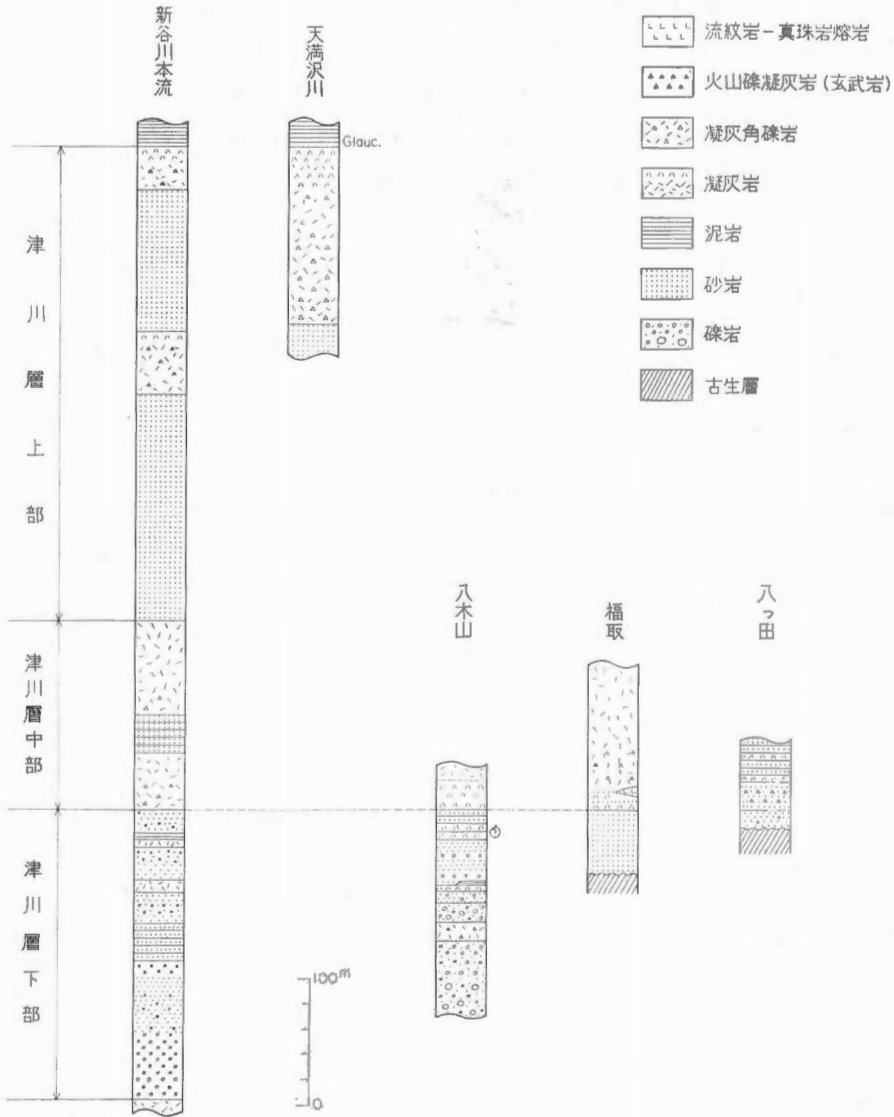 新谷川本流
天満沢川
Glauc.
津川層上部
津川層中部
津川層下部
八木山
福取
八っ田
100m
0
流紋岩－真珠岩熔岩
火山礫凝灰岩(玄武岩)
凝灰角礫岩
凝灰岩
泥岩
砂岩
礫岩
古生層